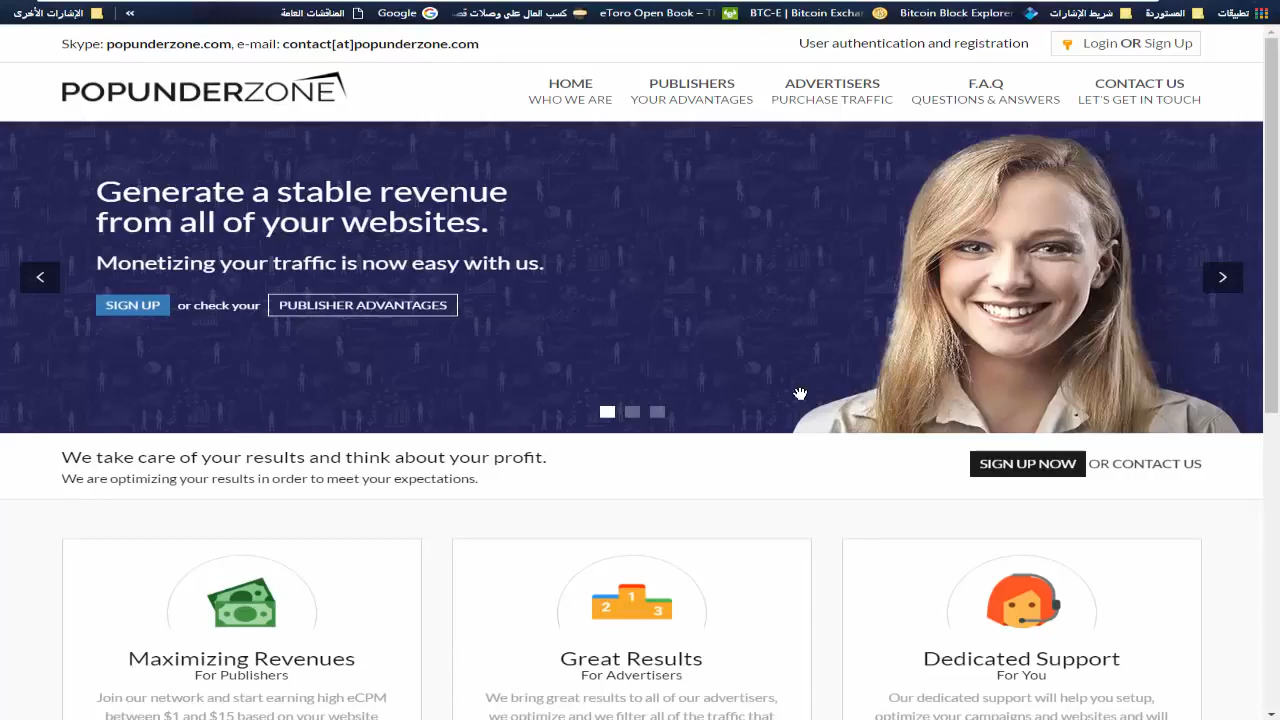 الإشارات الأخرى « المناقشات العامة Google كسب المال على وصلات قص eToro Open Book – Tl BTC-E | Bitcoin Exchan Bitcoin Block Explorer شريط الإشارات المستوردة تطبيقات
Skype: popunderzone.com, e-mail: contact[at]popunderzone.com
User authentication and registration
Login OR Sign Up
POPUNDERZONE
HOME PUBLISHERS ADVERTISERS F.A.Q CONTACT US
WHO WE ARE YOUR ADVANTAGES PURCHASE TRAFFIC QUESTIONS & ANSWERS LET'S GET IN TOUCH
Generate a stable revenue
from all of your websites.
Monetizing your traffic is now easy with us.
SIGN UP or check your PUBLISHER ADVANTAGES
We take care of your results and think about your profit.
We are optimizing your results in order to meet your expectations.
SIGN UP NOW OR CONTACT US
Maximizing Revenues
For Publishers
Join our network and start earning high eCPM
between $1 and $15 based on your website
1 2 3
Great Results
For Advertisers
We bring great results to all of our advertisers,
we optimize and we filter all of the traffic that
Dedicated Support
For You
Our dedicated support will help you setup,
optimize your campaigns and websites and will